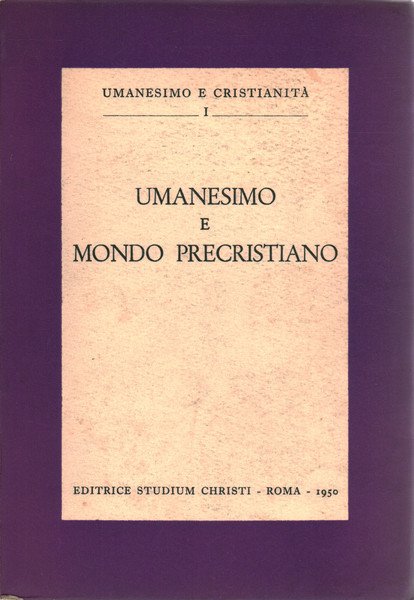 UMANESIMO E CRISTIANITÀ
I
UMANESIMO
E
MONDO PRECRISTIANO
EDITRICE STUDIUM CHRISTI - ROMA - 1950